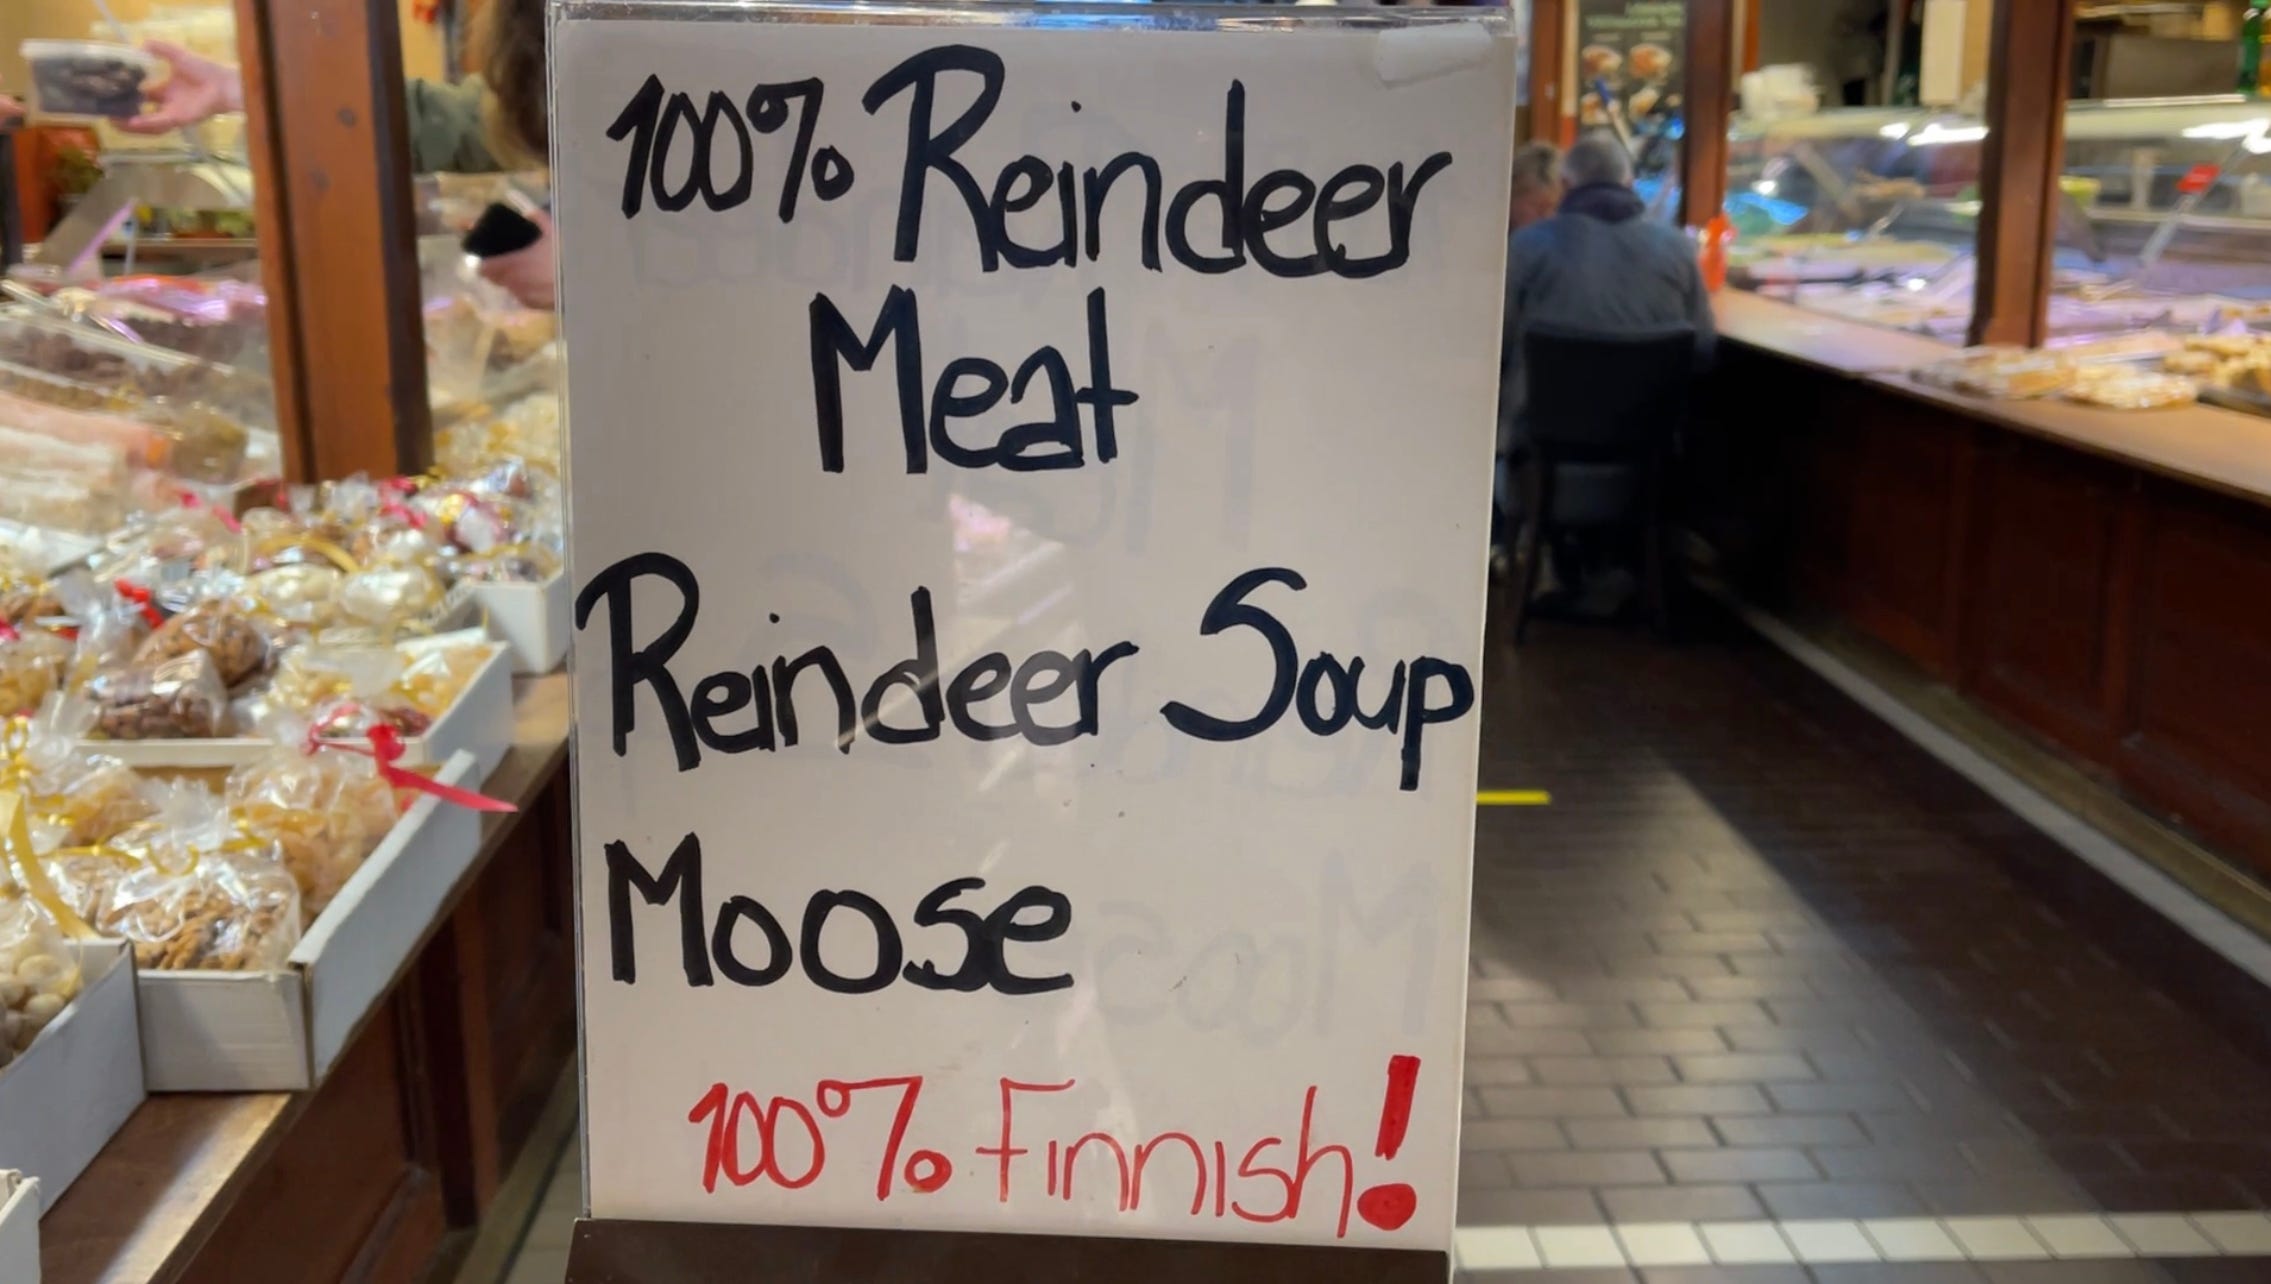 100% Reindeer
Meat
Reindeer Soup
Moose
100% Finnish!